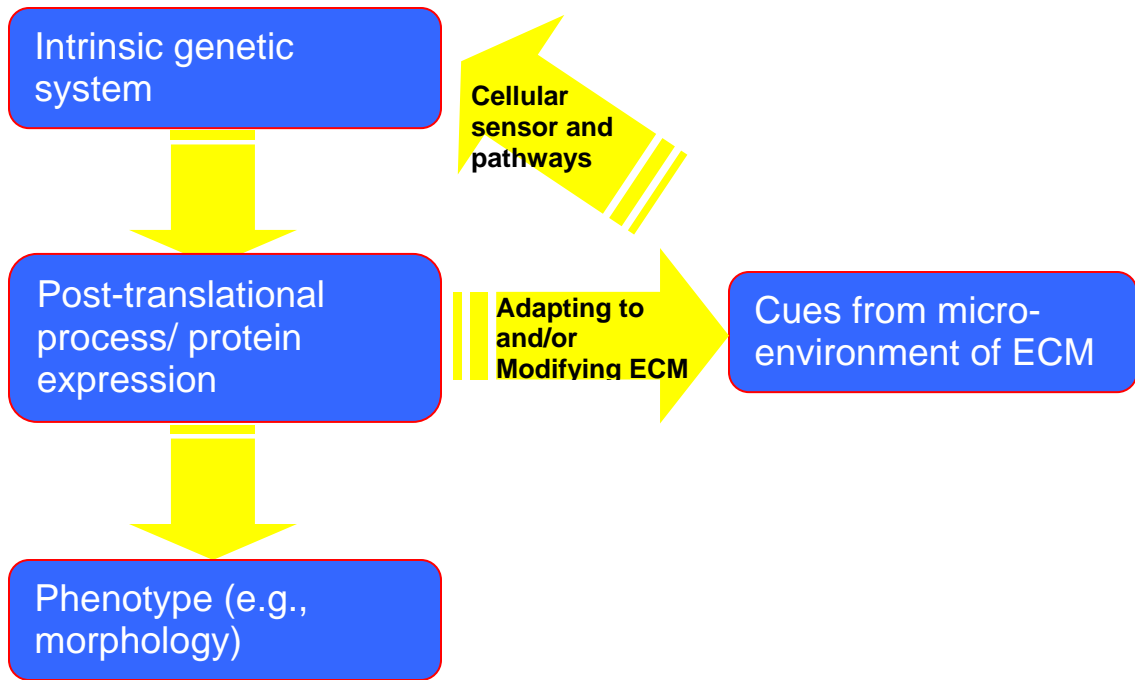 Intrinsic genetic
system
Cellular
sensor and
pathways
Post-translational
process/ protein
expression
Adapting to
and/or
Modifying ECM
Cues from micro-
environment of ECM
Phenotype (e.g.,
morphology)